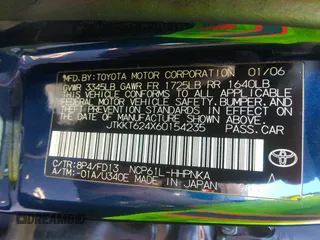 MFD. BY: TOYOTA MOTOR CORPORATION 01/06
GVWR 3345LB GAWR FR 1725LB RR 1640LB
THIS VEHICLE CONFORMS TO ALL APPLICABLE
FEDERAL MOTOR VEHICLE SAFETY, BUMPER, AND
THEFT PREVENTION STANDARDS IN EFFECT ON
THE DATE OF MANUFACTURE SHOWN ABOVE.
JTKKT624X60154235 PASS. CAR
C/TR: 8P4/FD13 NCP61L-HHPNKA
A/TM: -01A/U340E MADE IN JAPAN
TOYOTA